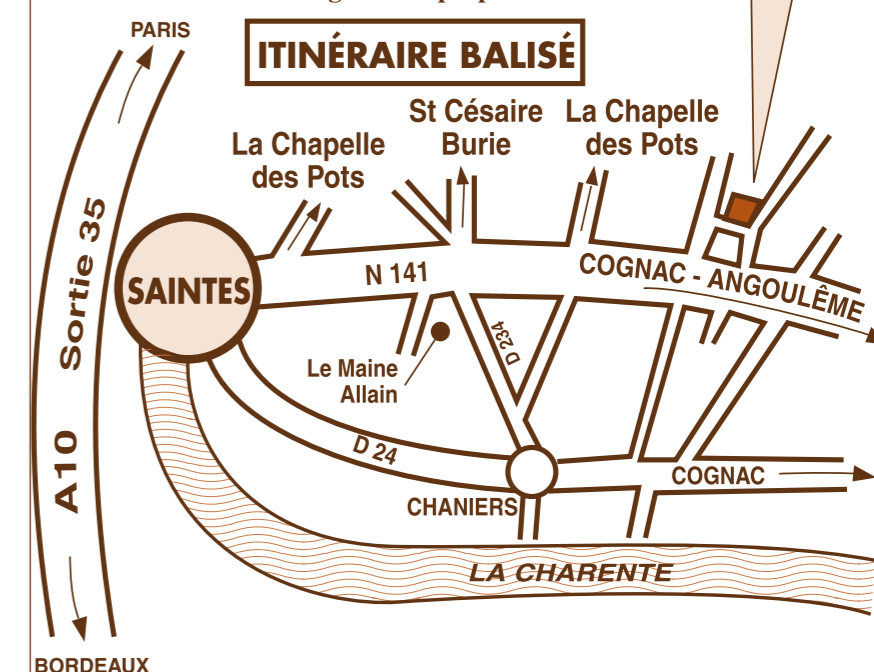 PARIS
ITINÉRAIRE BALISÉ
St Césaire
Burie
La Chapelle
des Pots
La Chapelle
des Pots
A10 Sortie 35
SAINTES
N 141
COGNAC - ANGOULÊME
D 234
Le Maine
Allain
D 24
COGNAC
CHANIERS
LA CHARENTE
BORDEAUX